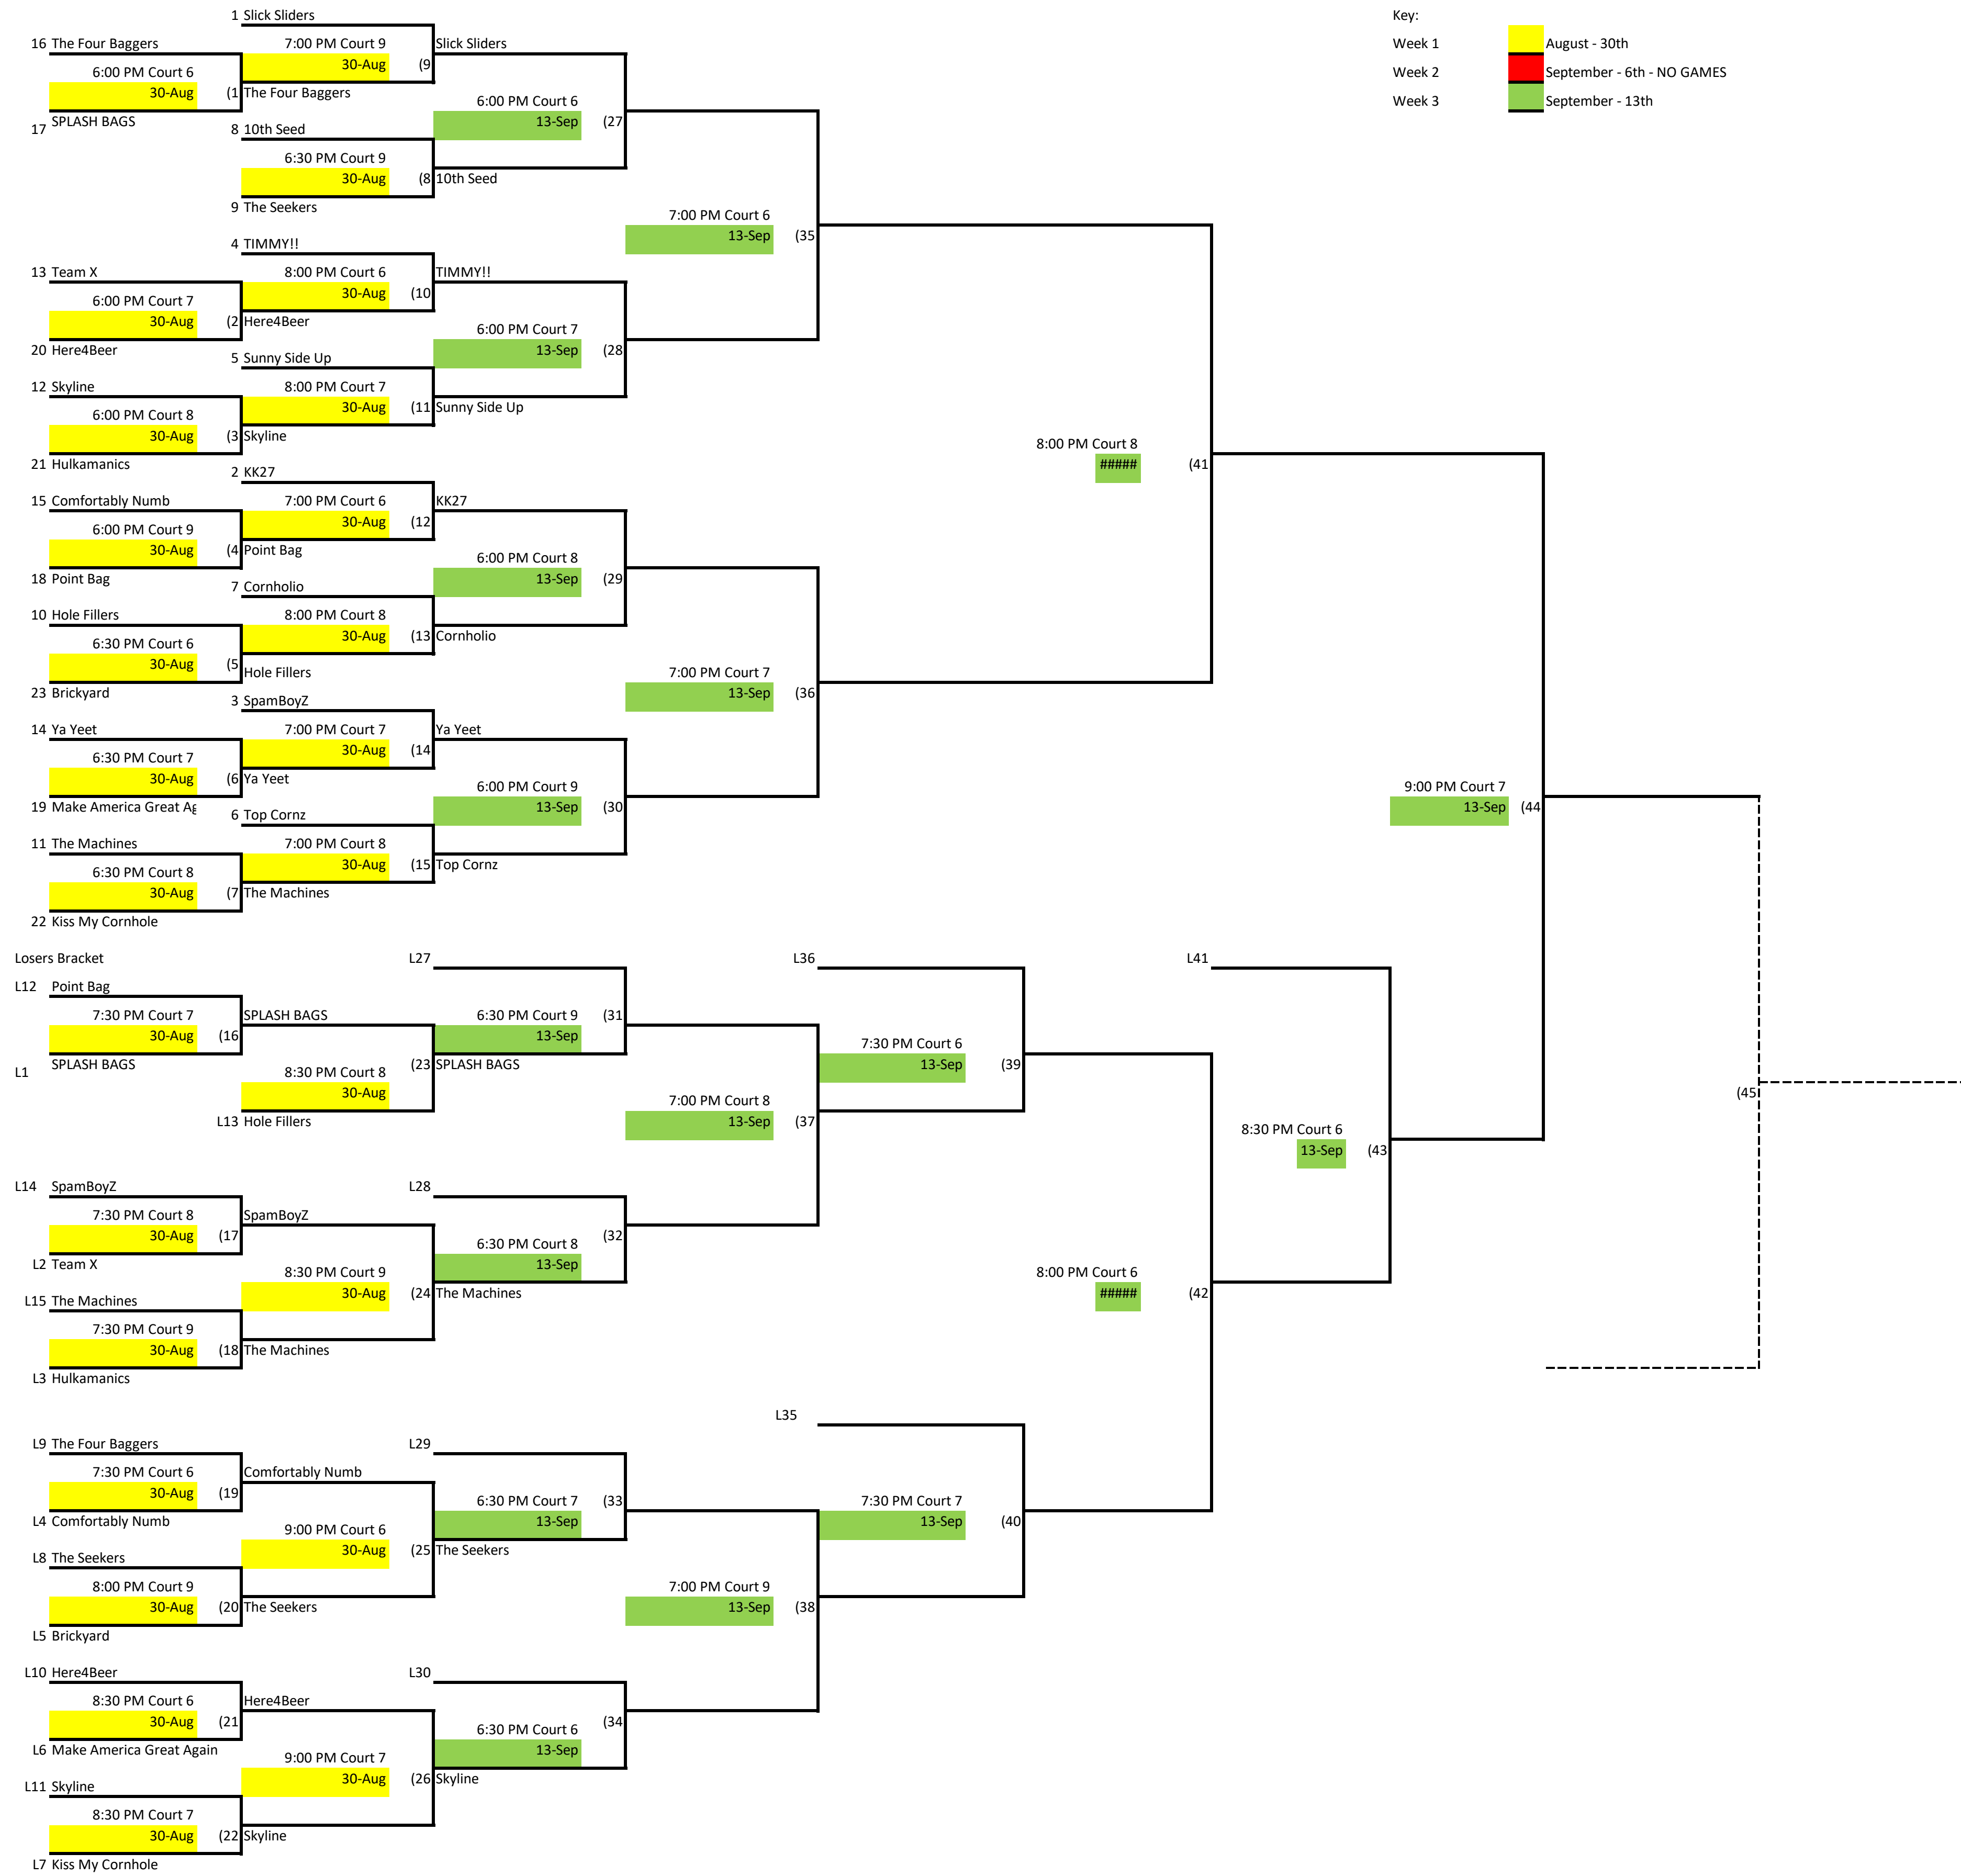 1 Slick Sliders Key:
16 The Four Baggers 7:00 PM Court 9 Slick Sliders Week 1 August - 30th
6:00 PM Court 6 30-Aug (9 Week 2 September - 6th - NO GAMES
30-Aug (1 The Four Baggers 6:00 PM Court 6 Week 3 September - 13th
17 SPLASH BAGS 8 10th Seed 13-Sep (27
6:30 PM Court 9
30-Aug (8 10th Seed
9 The Seekers 7:00 PM Court 6
13-Sep (35
4 TIMMY!!
13 Team X 8:00 PM Court 6 TIMMY!!
6:00 PM Court 7 30-Aug (10
30-Aug (2 Here4Beer 6:00 PM Court 7
20 Here4Beer 13-Sep (28
5 Sunny Side Up
12 Skyline 8:00 PM Court 7
6:00 PM Court 8 30-Aug (11 Sunny Side Up
30-Aug (3 Skyline 8:00 PM Court 8
21 Hulkamanics ##### (41
2 KK27
15 Comfortably Numb 7:00 PM Court 6 KK27
6:00 PM Court 9 30-Aug (12
30-Aug (4 Point Bag 6:00 PM Court 8
18 Point Bag 13-Sep (29
7 Cornholio
10 Hole Fillers 8:00 PM Court 8
6:30 PM Court 6 30-Aug (13 Cornholio
30-Aug (5 Hole Fillers 7:00 PM Court 7
23 Brickyard 13-Sep (36
3 SpamBoyZ
14 Ya Yeet 7:00 PM Court 7 Ya Yeet
6:30 PM Court 7 30-Aug (14
30-Aug (6 Ya Yeet 6:00 PM Court 9 9:00 PM Court 7
19 Make America Great Ag 13-Sep (30 13-Sep (44
6 Top Cornz
11 The Machines 7:00 PM Court 8
6:30 PM Court 8 30-Aug (15 Top Cornz
30-Aug (7 The Machines
22 Kiss My Cornhole
Losers Bracket L27 L36 L41
L12 Point Bag
7:30 PM Court 7 SPLASH BAGS 6:30 PM Court 9 (31
30-Aug (16 13-Sep 7:30 PM Court 6
L1 SPLASH BAGS 8:30 PM Court 8 (23 SPLASH BAGS 13-Sep (39
30-Aug 7:00 PM Court 8 (45
L13 Hole Fillers 13-Sep (37 8:30 PM Court 6
13-Sep (43
L14 SpamBoyZ L28
7:30 PM Court 8 SpamBoyZ
30-Aug (17 6:30 PM Court 8 (32
L2 Team X 8:30 PM Court 9 13-Sep 8:00 PM Court 6
L15 The Machines 30-Aug (24 The Machines ##### (42
7:30 PM Court 9
30-Aug (18 The Machines
L3 Hulkamanics
L35
L9 The Four Baggers L29
7:30 PM Court 6 Comfortably Numb
30-Aug (19 6:30 PM Court 7 (33 7:30 PM Court 7
L4 Comfortably Numb 9:00 PM Court 6 13-Sep 13-Sep (40
L8 The Seekers 30-Aug (25 The Seekers
8:00 PM Court 9 7:00 PM Court 9
30-Aug (20 The Seekers 13-Sep (38
L5 Brickyard
L10 Here4Beer L30
8:30 PM Court 6 Here4Beer
30-Aug (21 6:30 PM Court 6 (34
L6 Make America Great Again 9:00 PM Court 7 13-Sep
L11 Skyline 30-Aug (26 Skyline
8:30 PM Court 7
30-Aug (22 Skyline
L7 Kiss My Cornhole